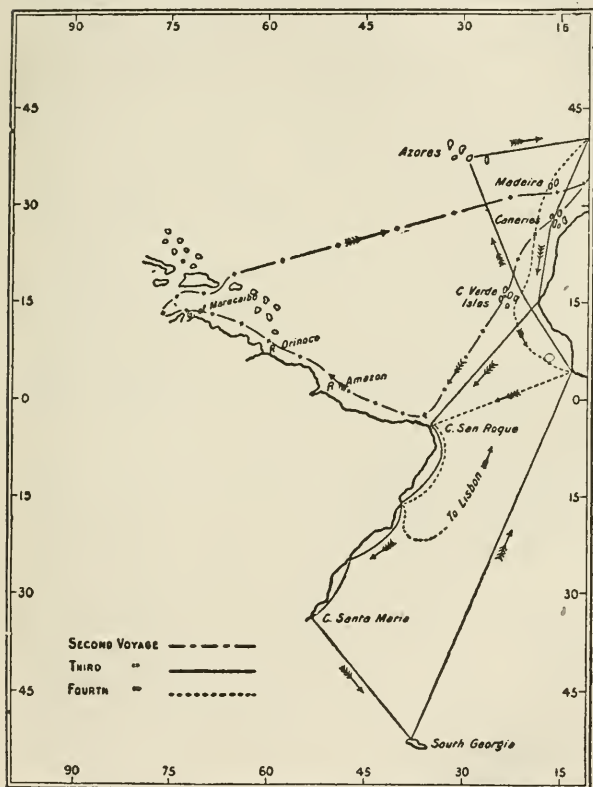 90 75 60 45 30 15
45 45
Azores
Madeira
30 30
Canaries
C Verde
Isles
15 15
g. of Maracaibo
R. Orinoco
R. Amazon
0 0
C. San Roque
15 15
To Lisbon
30 30
C. Santa Maria
SECOND VOYAGE
THIRD "
FOURTH "
45 45
South Georgia
90 75 60 45 30 15